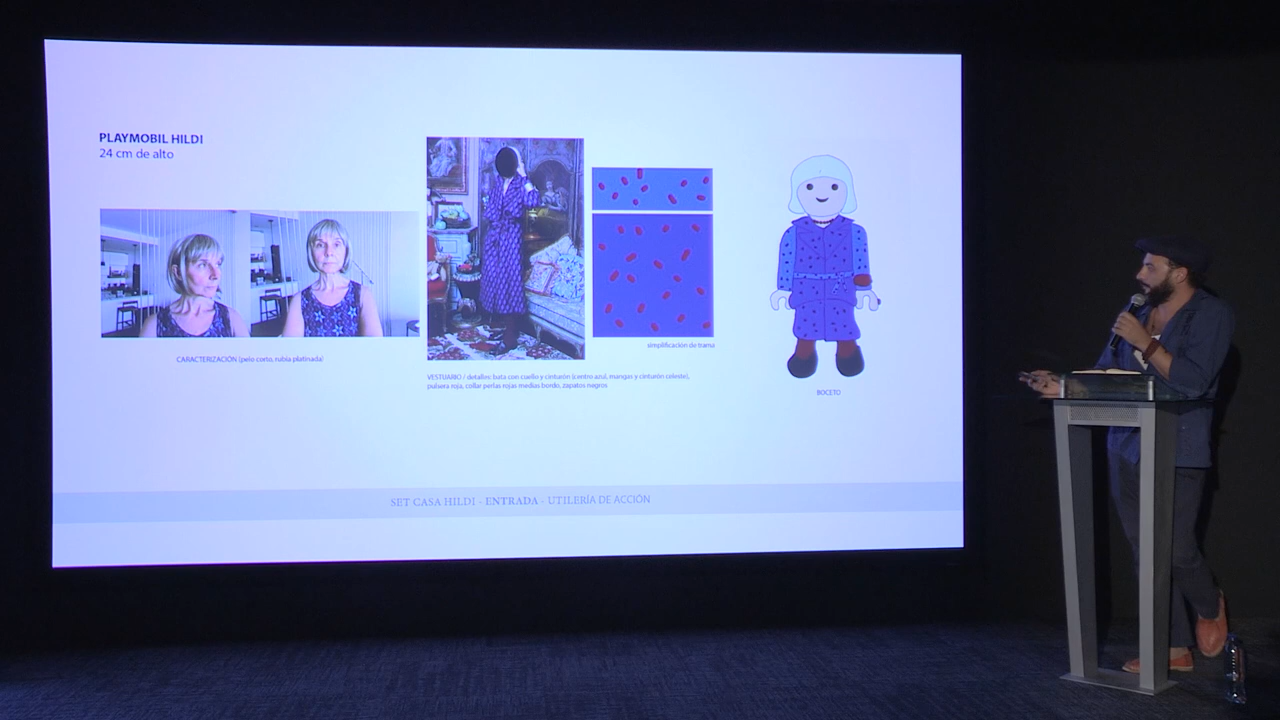 PLAYMOBIL HILDI
24 cm de alto
CARACTERIZACIÓN (pelo corto, rubia platinada)
simplificación de trama
VESTUARIO / detalles: bata con cuello y cinturón (centro azul, mangas y cinturón celeste),
pulsera roja, collar perlas rojas medias bordo, zapatos negros
BOCETO
SET CASA HILDI - ENTRADA - UTILERÍA DE ACCIÓN